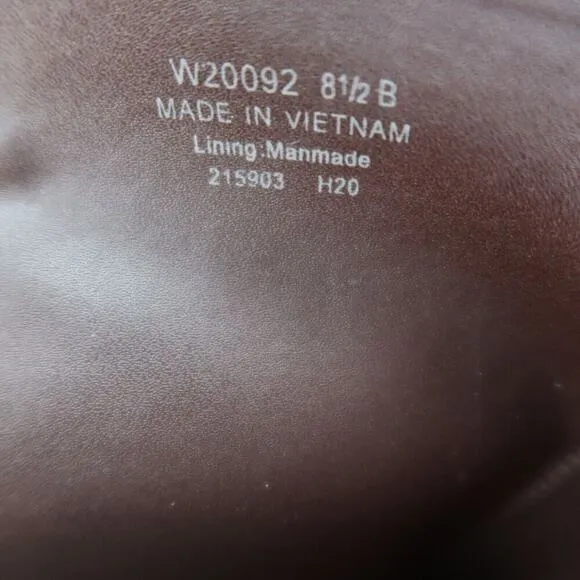 W20092 8½ B
MADE IN VIETNAM
Lining:Manmade
215903 H20